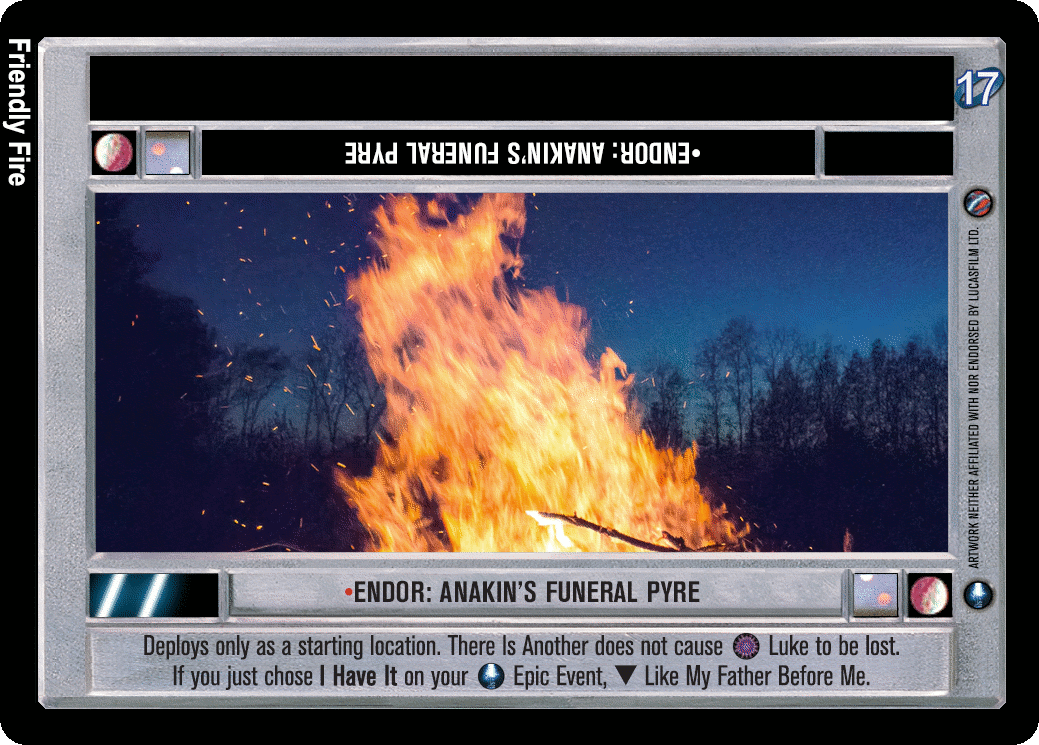 Friendly Fire
17
•ENDOR: ANAKIN'S FUNERAL PYRE
ARTWORK NEITHER AFFILIATED WITH NOR ENDORSED BY LUCASFILM LTD.
•ENDOR: ANAKIN'S FUNERAL PYRE
Deploys only as a starting location. There Is Another does not cause Luke to be lost.
If you just chose I Have It on your Epic Event, ▼ Like My Father Before Me.